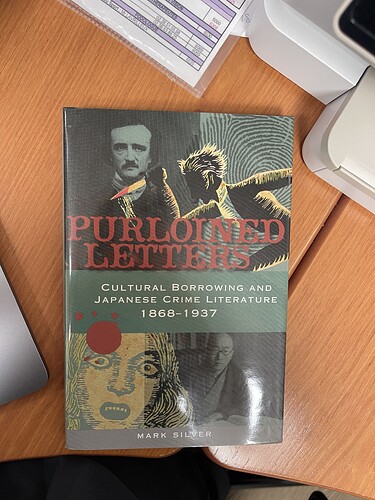 PURLOINED
LETTERS
CULTURAL BORROWING AND
JAPANESE CRIME LITERATURE
1868–1937
MARK SILVER